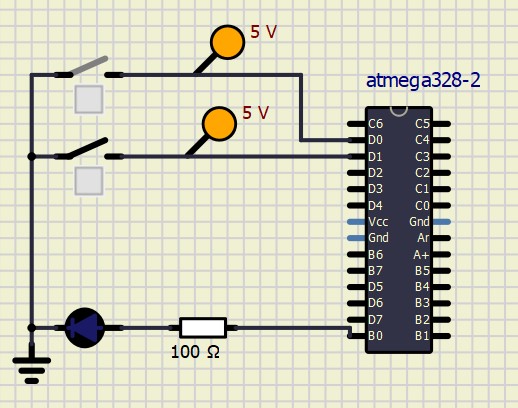 5 V
atmega328-2
5 V
C6 C5
D0 C4
D1 C3
D2 C2
D3 C1
D4 C0
Vcc Gnd
Gnd Ar
B6 A+
B7 B5
D5 B4
D6 B3
D7 B2
B0 B1
100 Ω